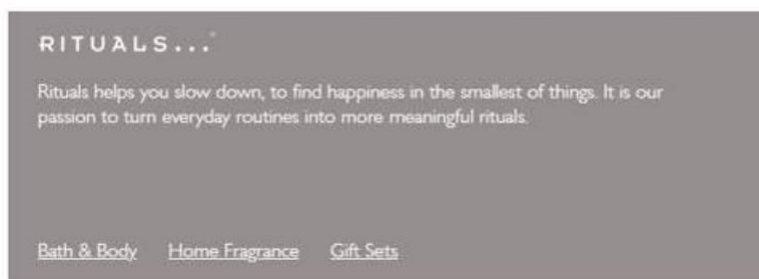 RITUALS...
Rituals helps you slow down, to find happiness in the smallest of things. It is our
passion to turn everyday routines into more meaningful rituals.
Bath & Body Home Fragrance Gift Sets